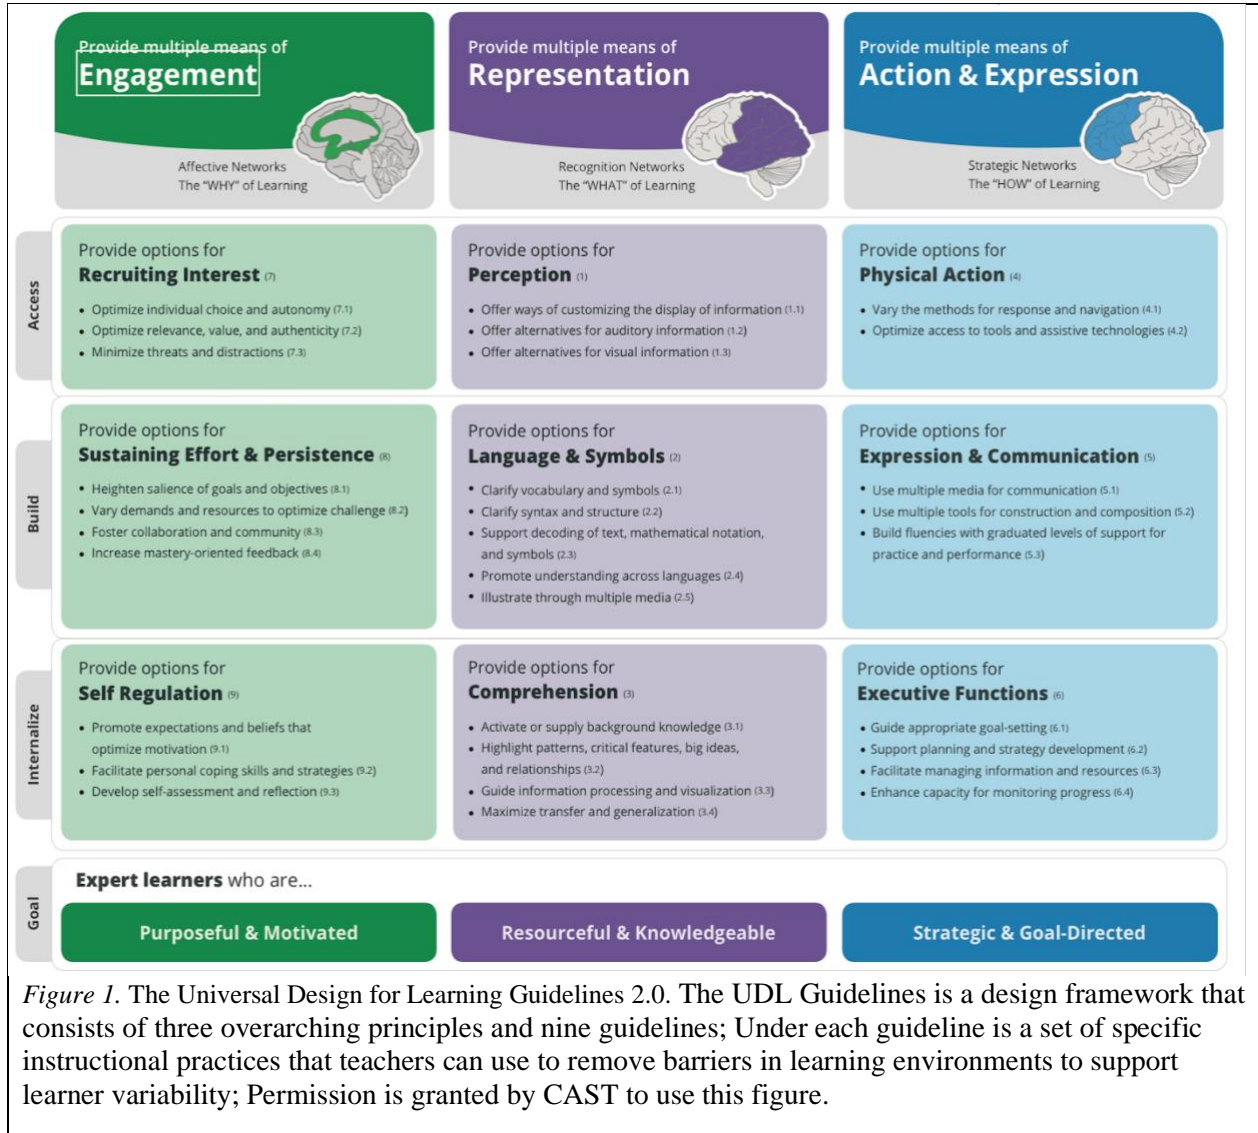 Provide multiple means of
Engagement
Affective Networks
The "WHY" of Learning
Provide multiple means of
Representation
Recognition Networks
The "WHAT" of Learning
Provide multiple means of
Action & Expression
Strategic Networks
The "HOW" of Learning
Access
Provide options for
Recruiting Interest (7)
• Optimize individual choice and autonomy (7.1)
• Optimize relevance, value, and authenticity (7.2)
• Minimize threats and distractions (7.3)
Provide options for
Perception (1)
• Offer ways of customizing the display of information (1.1)
• Offer alternatives for auditory information (1.2)
• Offer alternatives for visual information (1.3)
Provide options for
Physical Action (4)
• Vary the methods for response and navigation (4.1)
• Optimize access to tools and assistive technologies (4.2)
Build
Provide options for
Sustaining Effort & Persistence (8)
• Heighten salience of goals and objectives (8.1)
• Vary demands and resources to optimize challenge (8.2)
• Foster collaboration and community (8.3)
• Increase mastery-oriented feedback (8.4)
Provide options for
Language & Symbols (2)
• Clarify vocabulary and symbols (2.1)
• Clarify syntax and structure (2.2)
• Support decoding of text, mathematical notation,
and symbols (2.3)
• Promote understanding across languages (2.4)
• Illustrate through multiple media (2.5)
Provide options for
Expression & Communication (5)
• Use multiple media for communication (5.1)
• Use multiple tools for construction and composition (5.2)
• Build fluencies with graduated levels of support for
practice and performance (5.3)
Internalize
Provide options for
Self Regulation (9)
• Promote expectations and beliefs that
optimize motivation (9.1)
• Facilitate personal coping skills and strategies (9.2)
• Develop self-assessment and reflection (9.3)
Provide options for
Comprehension (3)
• Activate or supply background knowledge (3.1)
• Highlight patterns, critical features, big ideas,
and relationships (3.2)
• Guide information processing and visualization (3.3)
• Maximize transfer and generalization (3.4)
Provide options for
Executive Functions (6)
• Guide appropriate goal-setting (6.1)
• Support planning and strategy development (6.2)
• Facilitate managing information and resources (6.3)
• Enhance capacity for monitoring progress (6.4)
Goal
Expert learners who are...
Purposeful & Motivated
Resourceful & Knowledgeable
Strategic & Goal-Directed
Figure 1. The Universal Design for Learning Guidelines 2.0. The UDL Guidelines is a design framework that
consists of three overarching principles and nine guidelines; Under each guideline is a set of specific
instructional practices that teachers can use to remove barriers in learning environments to support
learner variability; Permission is granted by CAST to use this figure.